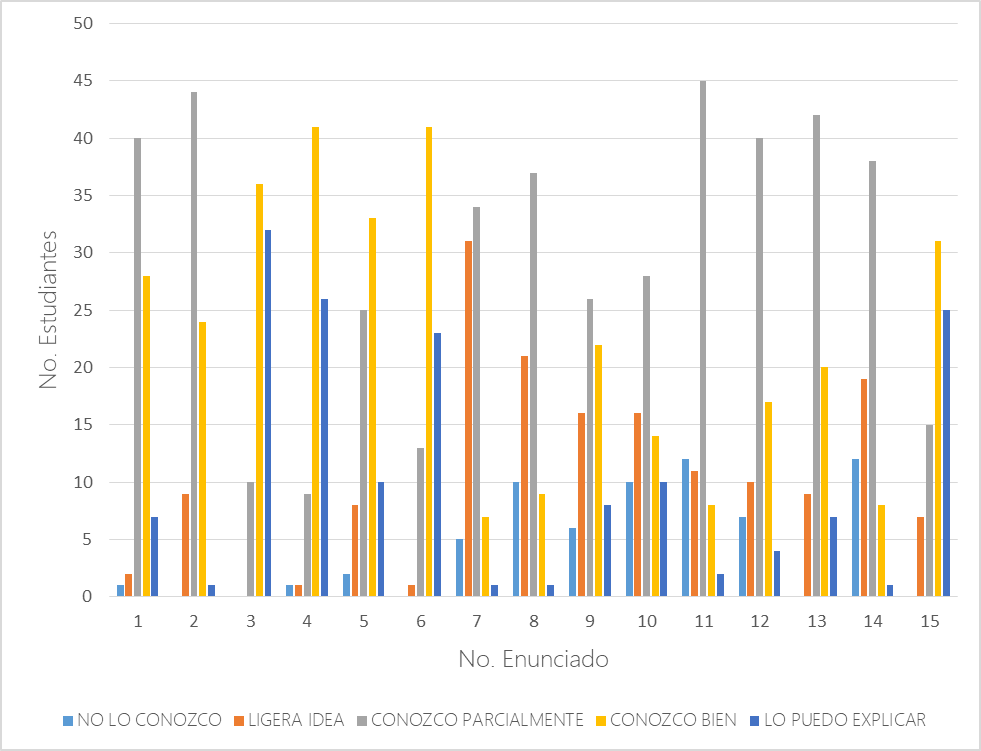 50
45
40
35
30
25
20
15
10
5
0
No. Estudiantes
1 2 3 4 5 6 7 8 9 10 11 12 13 14 15
No. Enunciado
NO LO CONOZCO LIGERA IDEA CONOZCO PARCIALMENTE CONOZCO BIEN LO PUEDO EXPLICAR